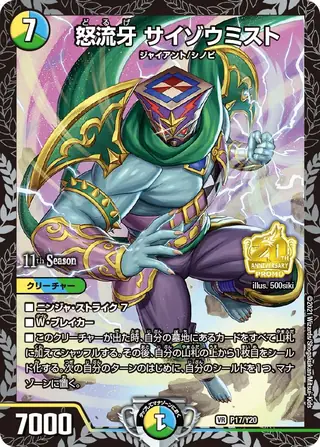 7
どるげ
怒流牙 サイゾウミスト
ジャイアント/シノビ
11th Season
20TH
ANNIVERSARY
PROMO
illus. 500siki
クリーチャー
■ ニンジャ・ストライク 7
■ W・ブレイカー
■ このクリーチャーが出た時、自分の墓地にあるカードをすべて山札
に加えてシャッフルする。その後、自分の山札の上から1枚目をシー
ルド化する。次の自分のターンのはじめに、自分のシールドを1つ、マナ
ゾーンに置く。
VR P17/Y20
7000
1